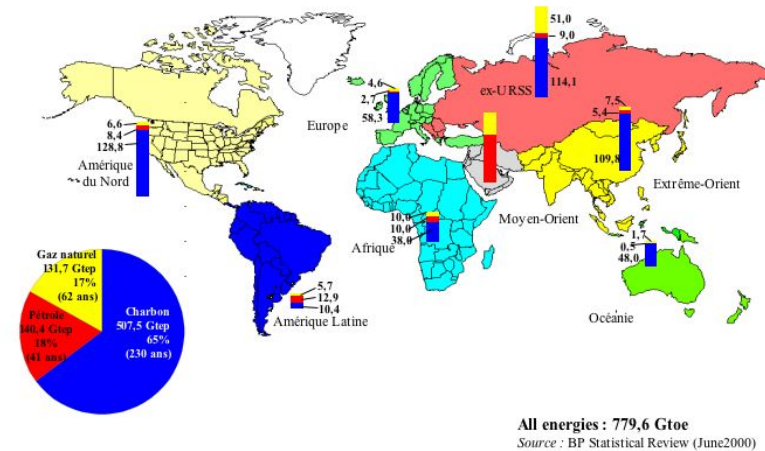 51,0
9,0
114,1
ex-URSS
4,6
2,7
58,3
Europe
7,5
5,4
109,8
Extrême-Orient
6,6
8,4
128,8
Amérique
du Nord
Moyen-Orient
10,0
10,0
38,0
Afrique
1,7
0,5
48,0
Océanie
5,7
12,9
10,4
Amérique Latine
Gaz naturel
131,7 Gtep
17%
(62 ans)
Pétrole
140,4 Gtep
18%
(41 ans)
Charbon
507,5 Gtep
65%
(230 ans)
All energies : 779,6 Gtoe
Source : BP Statistical Review (June2000)